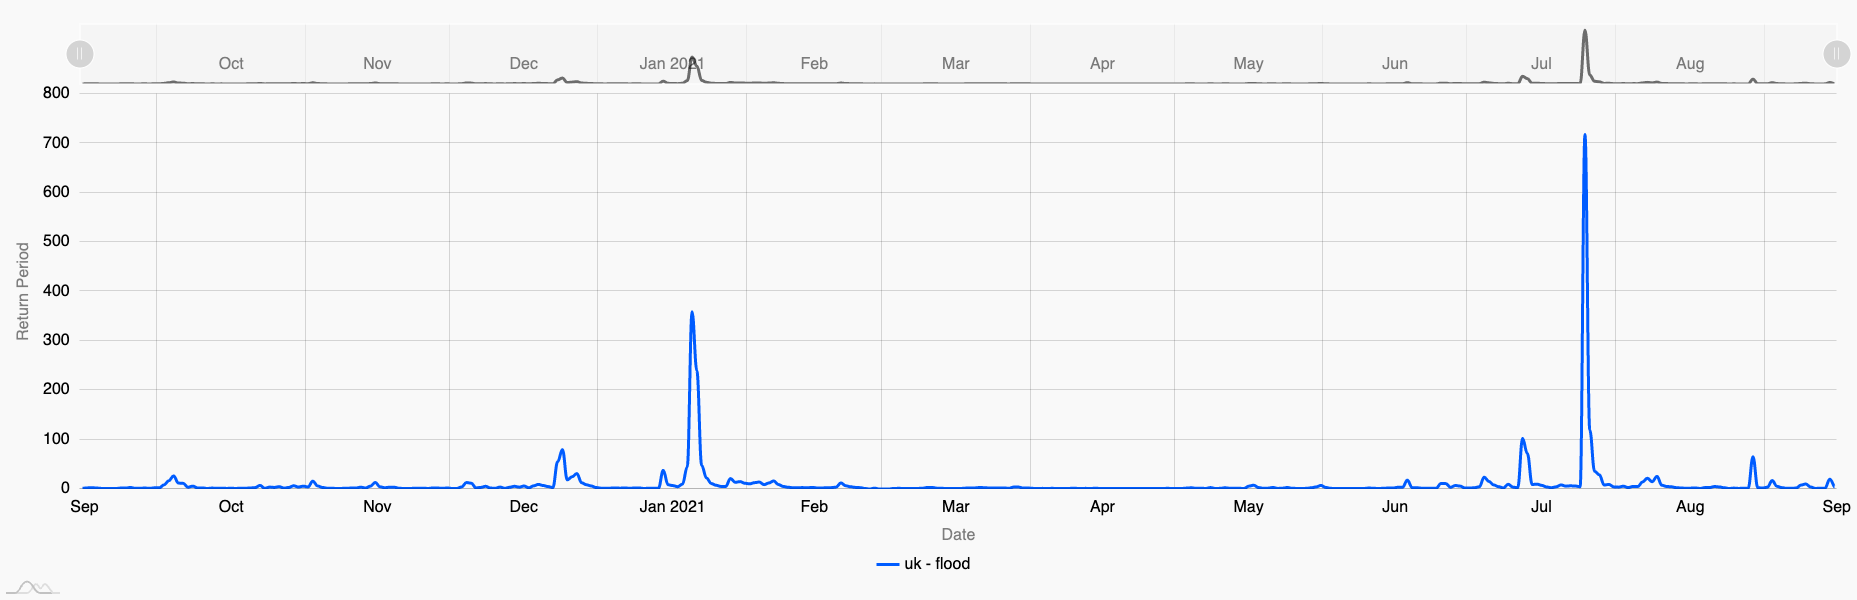 Oct Nov Dec Jan 2021 Feb Mar Apr May Jun Jul Aug
800
700
600
500
400
300
200
100
0
Return Period
Sep Oct Nov Dec Jan 2021 Feb Mar Apr May Jun Jul Aug Sep
Date
uk - flood